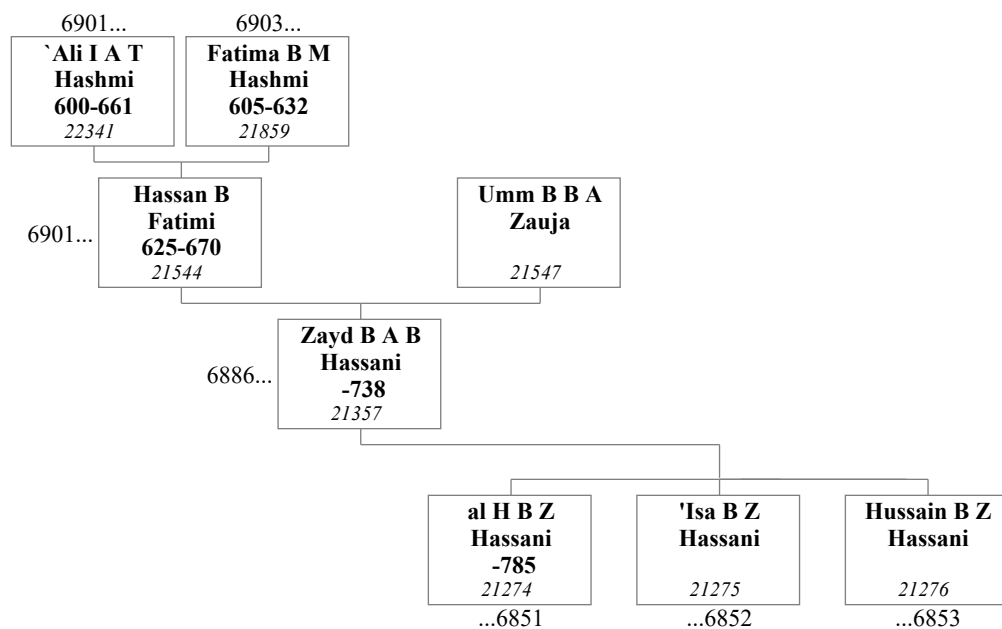 6901...
6903...
`Ali I A T
Hashmi
600-661
22341
Fatima B M
Hashmi
605-632
21859
6901...
Hassan B
Fatimi
625-670
21544
Umm B B A
Zauja
21547
6886...
Zayd B A B
Hassani
-738
21357
al H B Z
Hassani
-785
21274
...6851
'Isa B Z
Hassani
21275
...6852
Hussain B Z
Hassani
21276
...6853